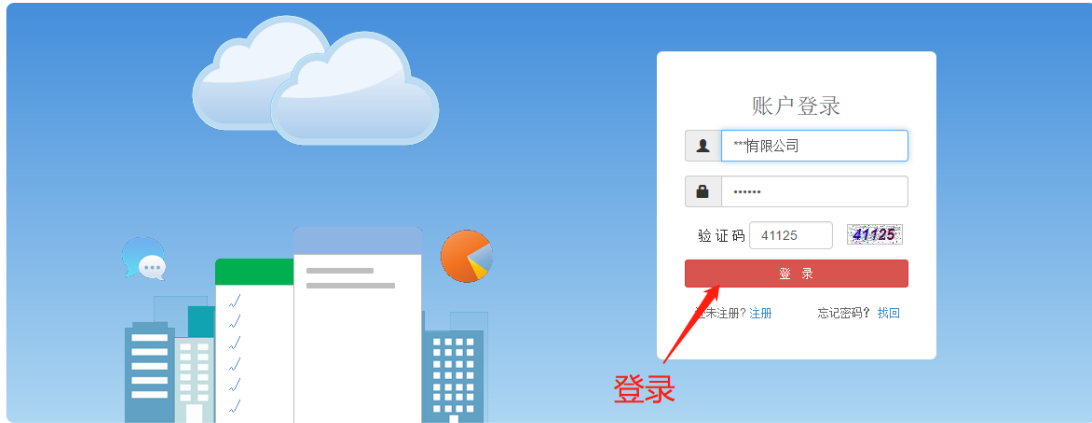 账户登录
***有限公司
••••••
验证码 41125 41125
登 录
还未注册? 注册 忘记密码? 找回
登录